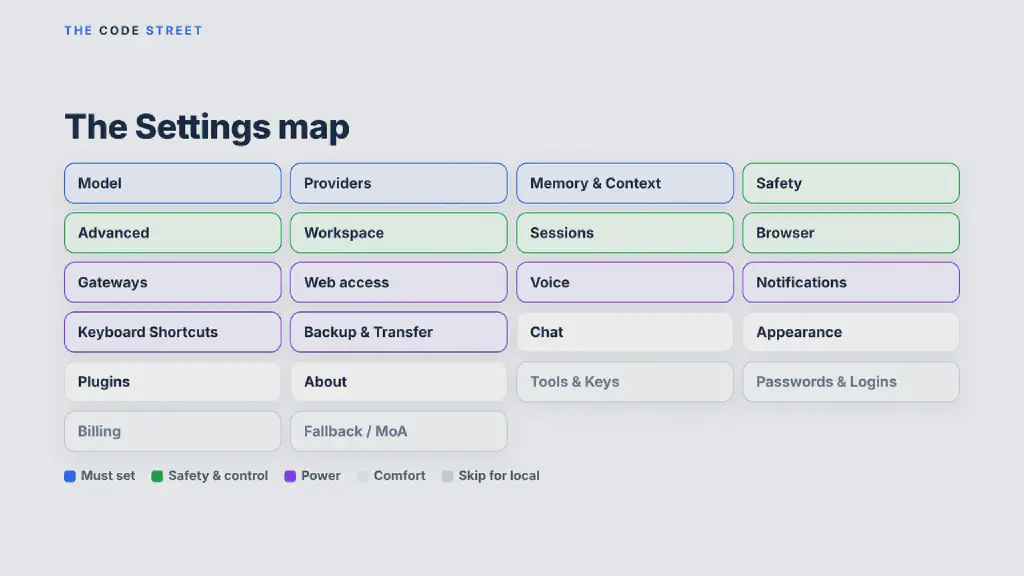 THE CODE STREET
The Settings map
Model
Providers
Memory & Context
Safety
Advanced
Workspace
Sessions
Browser
Gateways
Web access
Voice
Notifications
Keyboard Shortcuts
Backup & Transfer
Chat
Appearance
Plugins
About
Tools & Keys
Passwords & Logins
Billing
Fallback / MoA
Must set
Safety & control
Power
Comfort
Skip for local